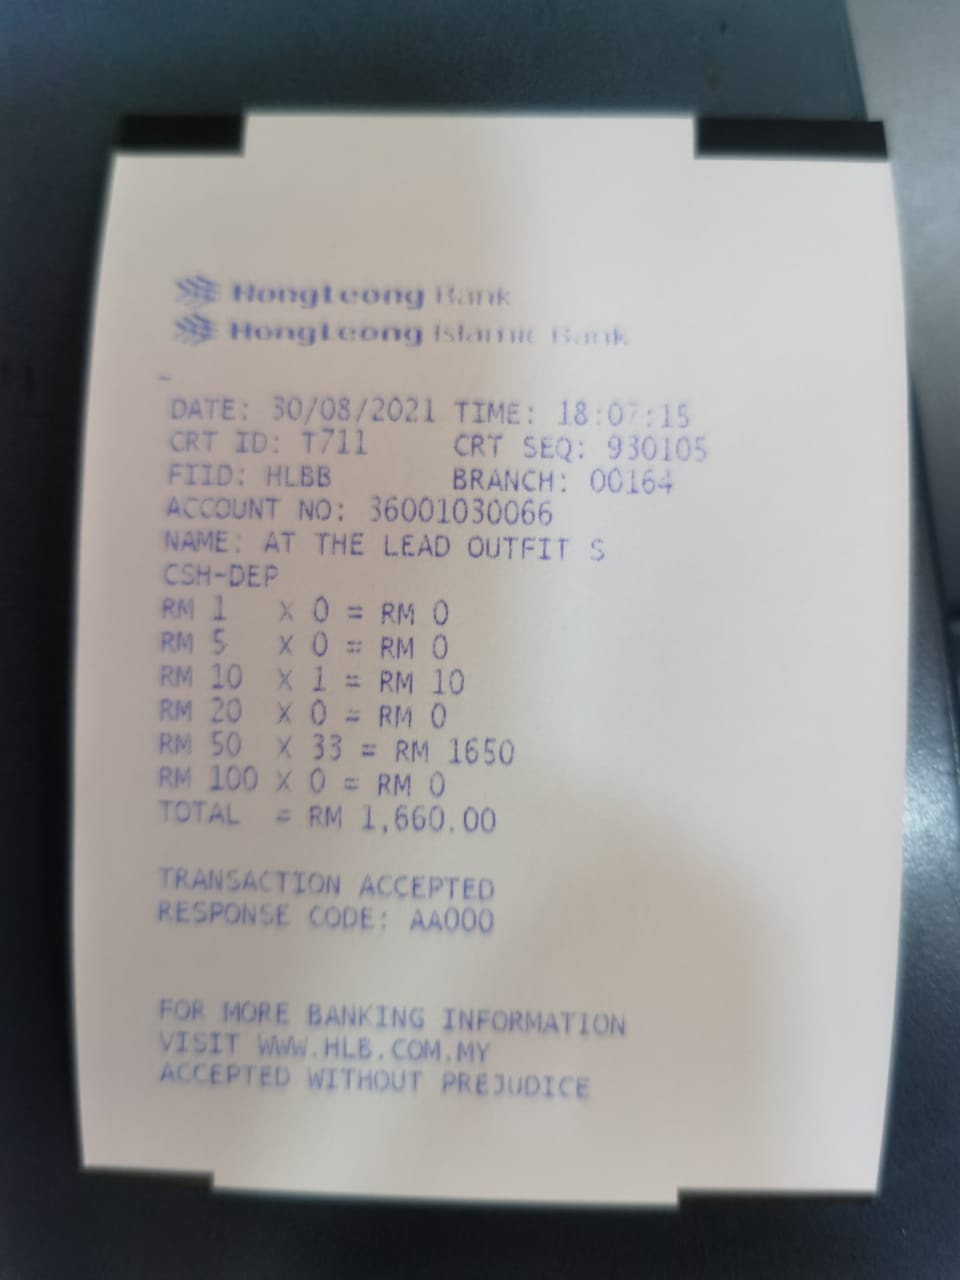 HongLeong Bank
HongLeong Islamic Bank
-
DATE: 30/08/2021 TIME: 18:07:15
CRT ID: T711 CRT SEQ: 930105
FIID: HLBB BRANCH: 00164
ACCOUNT NO: 36001030066
NAME: AT THE LEAD OUTFIT S
CSH-DEP
RM 1 X 0 = RM 0
RM 5 X 0 = RM 0
RM 10 X 1 = RM 10
RM 20 X 0 = RM 0
RM 50 X 33 = RM 1650
RM 100 X 0 = RM 0
TOTAL = RM 1,660.00
TRANSACTION ACCEPTED
RESPONSE CODE: AA000
FOR MORE BANKING INFORMATION
VISIT WWW.HLB.COM.MY
ACCEPTED WITHOUT PREJUDICE